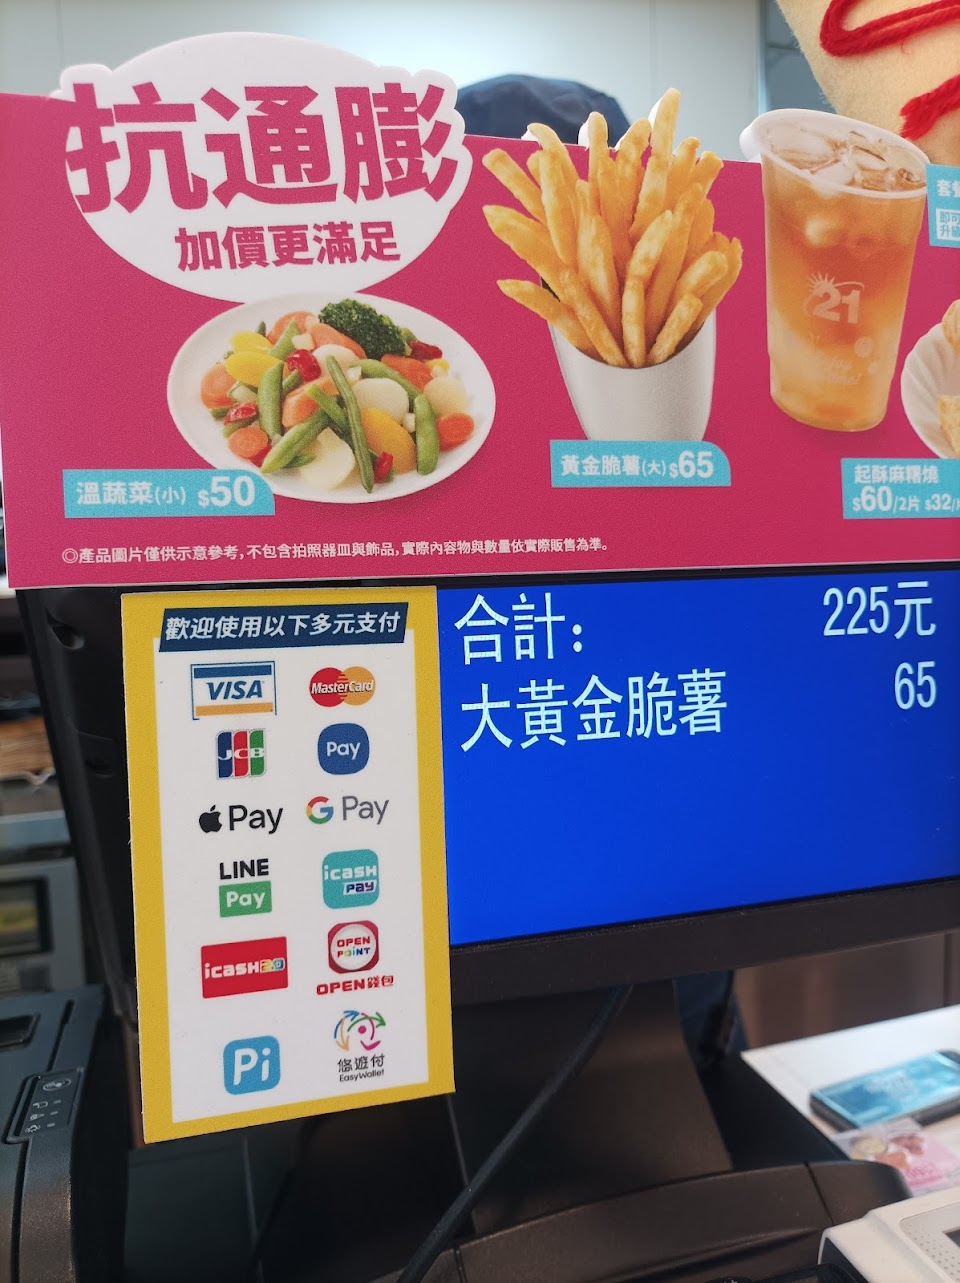 抗通膨
加價更滿足
套
即可
升級
21
溫蔬菜(小) $50
黃金脆薯(大) $65
起酥麻糬燒
$60/2片 $32/
◎產品圖片僅供示意參考,不包含拍照器皿與飾品,實際內容物與數量依實際販售為準。
歡迎使用以下多元支付
VISA
MasterCard
JCB
Pay
Pay
G Pay
LINE
Pay
icash
pay
icash2.0
OPEN
POINT
OPEN錢包
Pi
悠遊付
EasyWallet
合計: 225元
大黃金脆薯 65